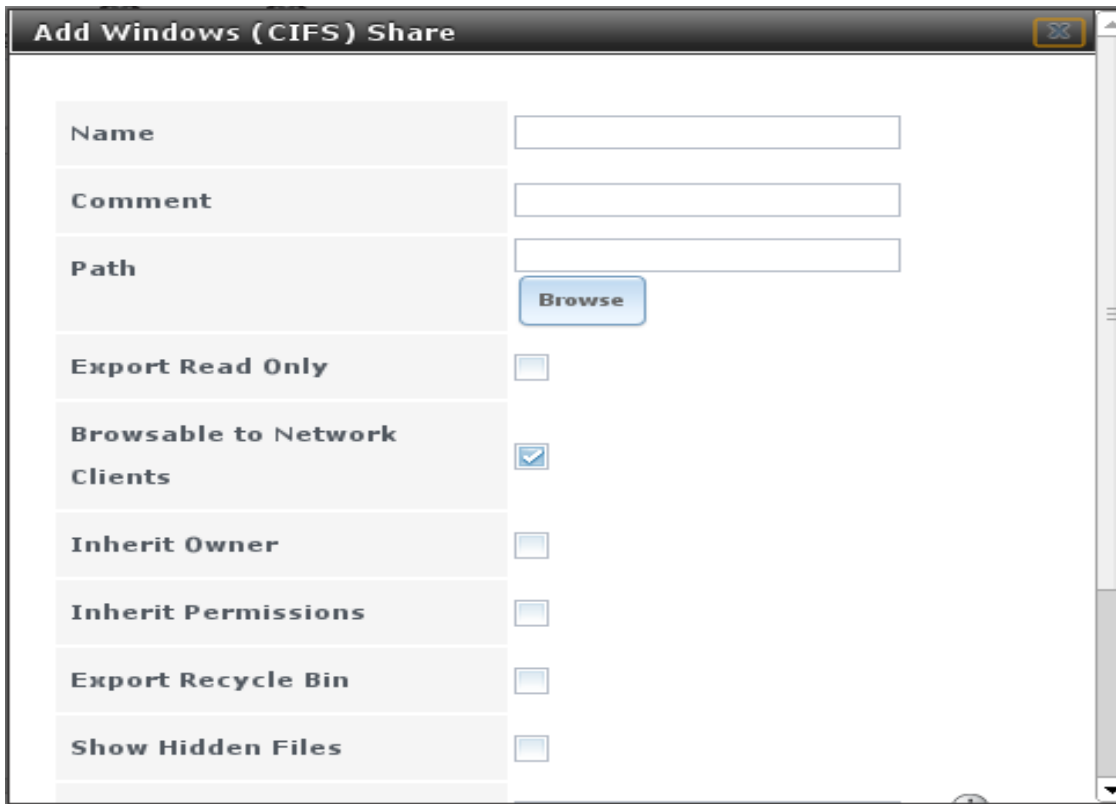 Add Windows (CIFS) Share
Name
Comment
Path
Browse
Export Read Only
Browsable to Network
Clients
Inherit Owner
Inherit Permissions
Export Recycle Bin
Show Hidden Files